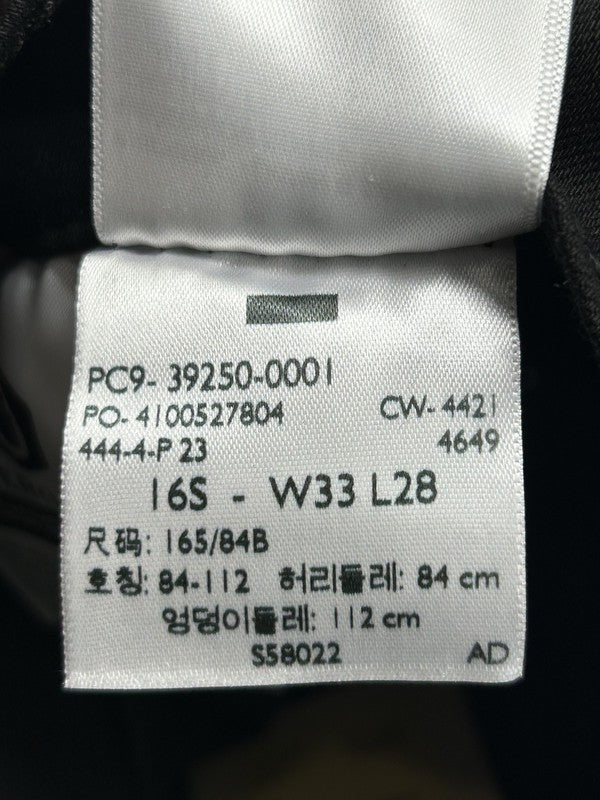 PC9- 39250-0001
PO- 4100527804 CW- 4421
444-4-P 23 4649
16S - W33 L28
尺码: 165/84B
호칭: 84-112 허리둘레: 84 cm
엉덩이둘레: 112 cm
S58022 AD